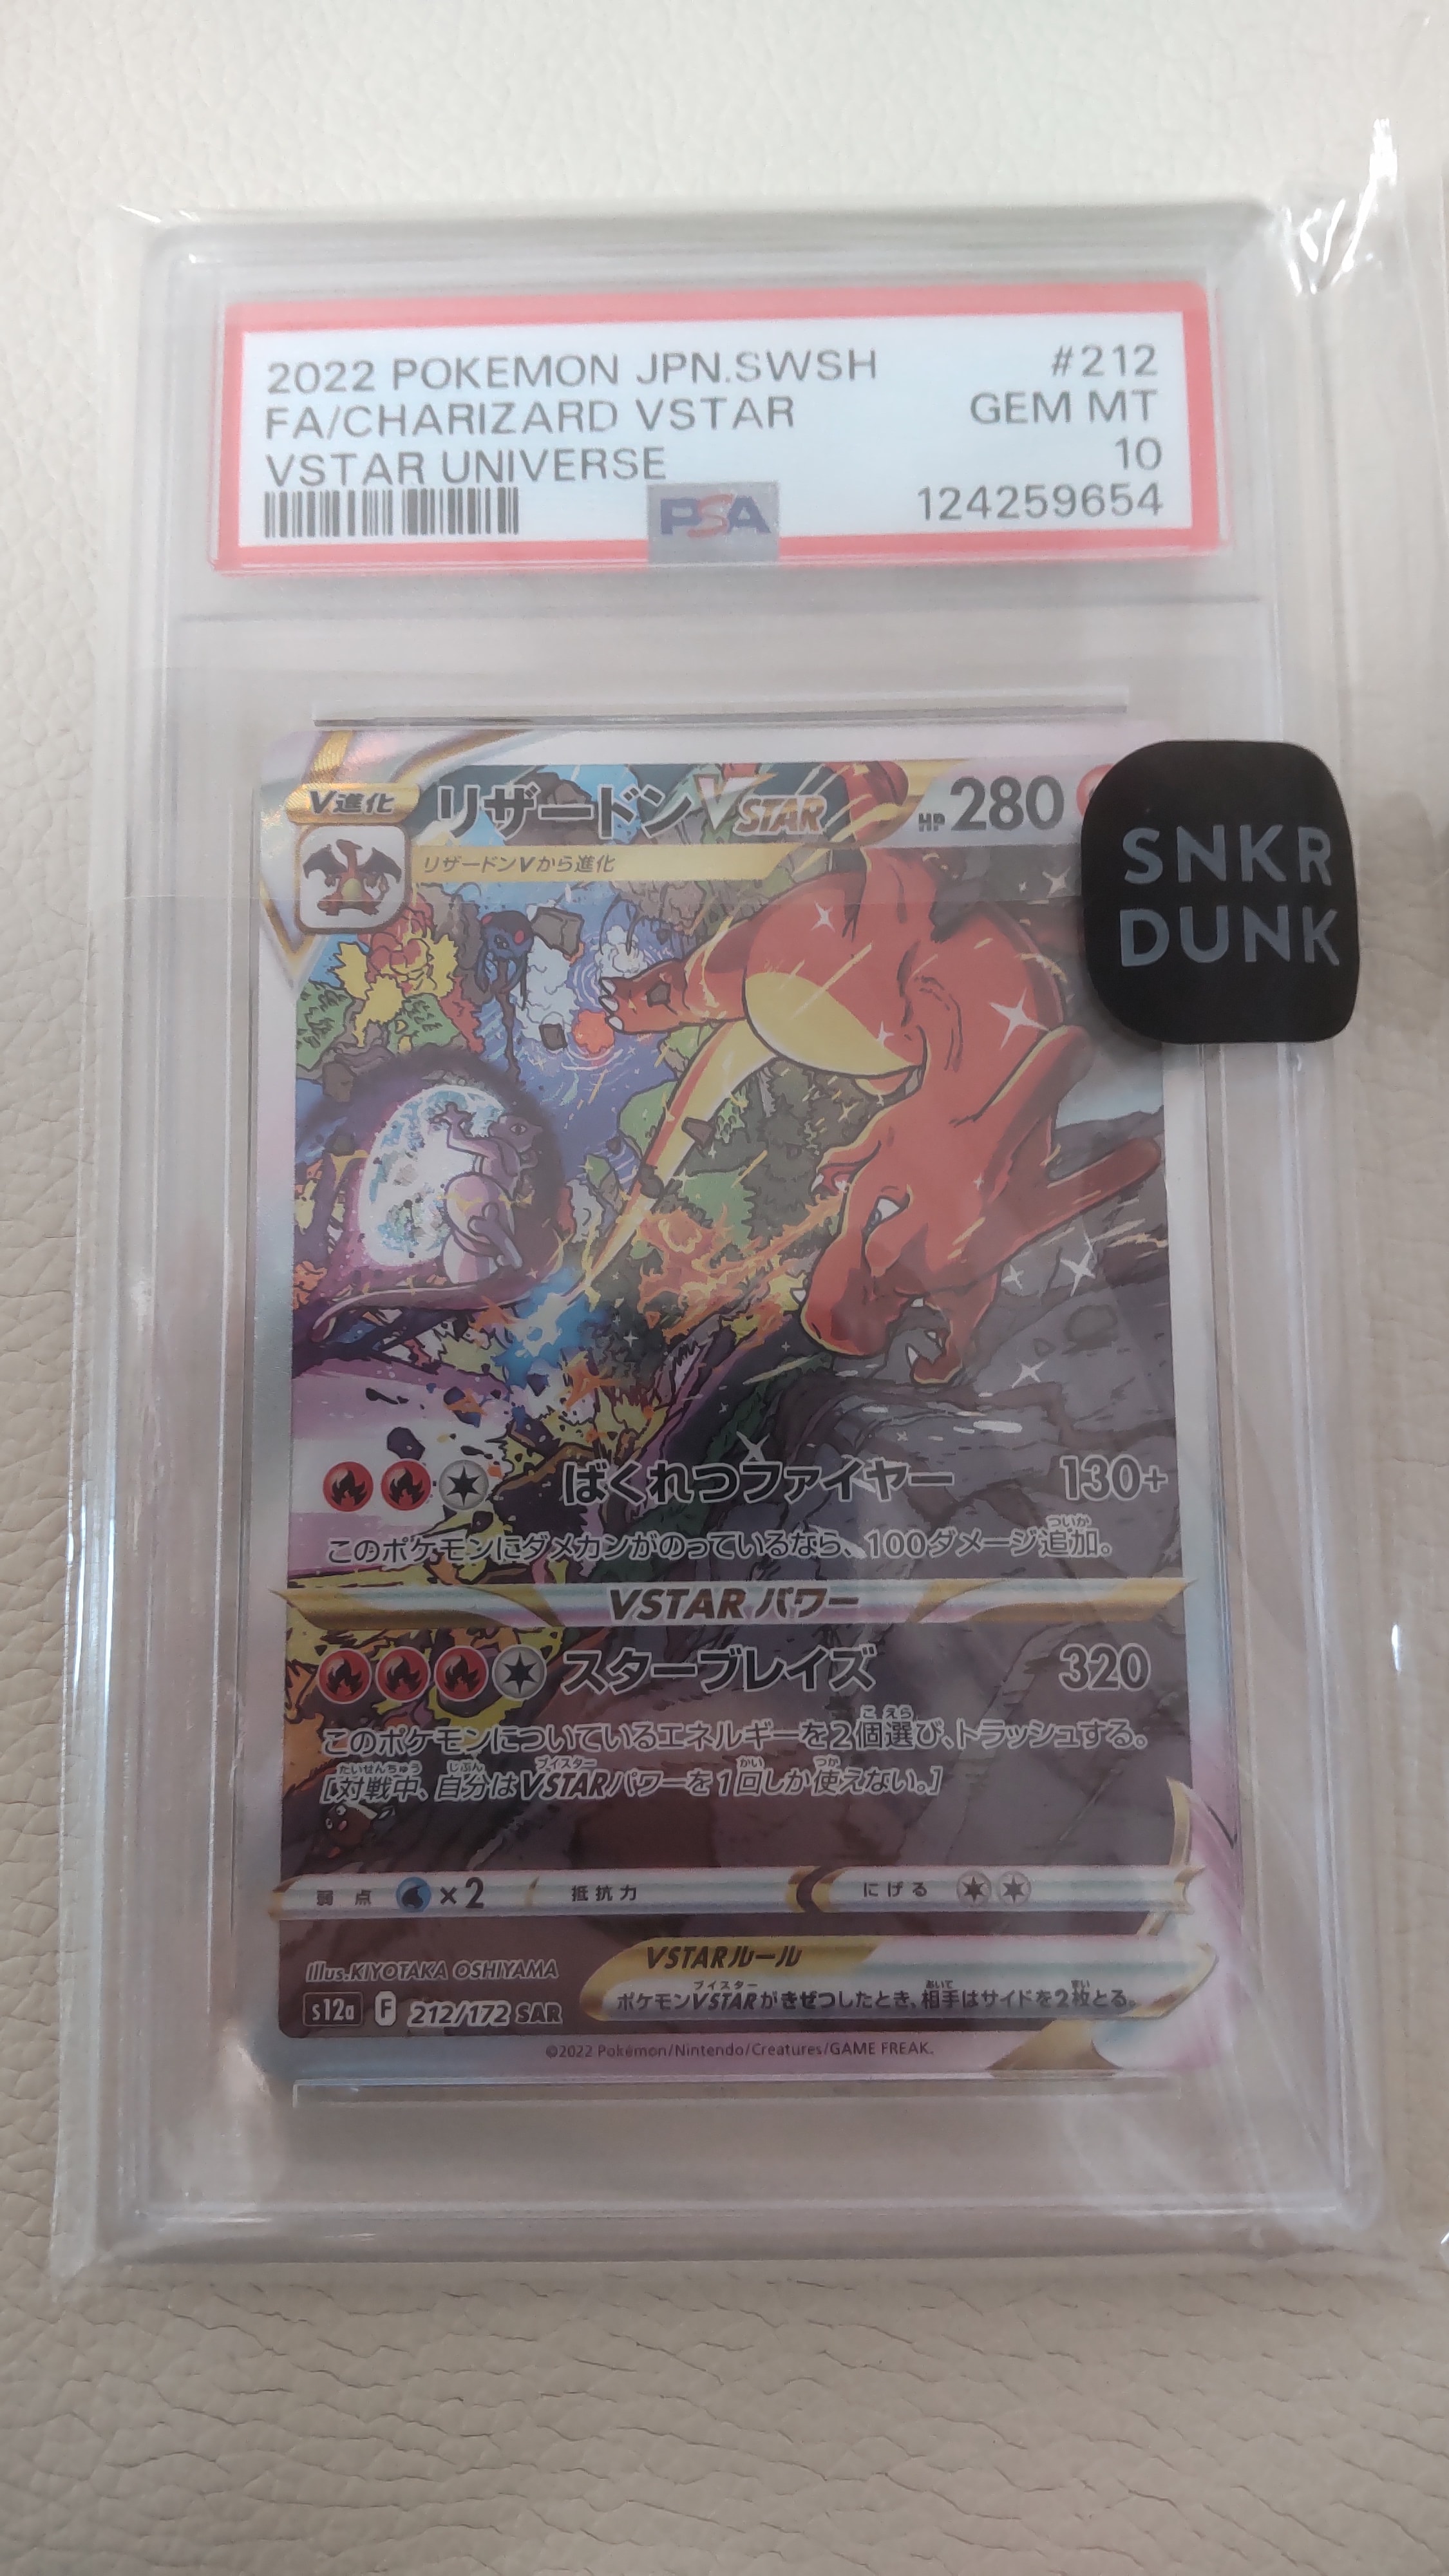 2022 POKEMON JPN.SWSH #212
FA/CHARIZARD VSTAR GEM MT
VSTAR UNIVERSE 10
PSA 124259654
V進化 リザードンVSTAR HP 280
リザードンVから進化
SNKR
DUNK
ばくれつファイヤー 130+
このポケモンにダメカンがのっているなら、100ダメージ追加。
VSTARパワー
スターブレイズ 320
このポケモンについているエネルギーを2個選び、トラッシュする。
[対戦中、自分はVSTARパワーを1回しか使えない。]
弱点 ×2 抵抗力 にげる
Illus.KIYOTAKA OSHIYAMA
VSTARルール
ポケモンVSTARがきぜつしたとき、相手はサイドを2枚とる。
s12a F 212/172 SAR
©2022 Pokémon/Nintendo/Creatures/GAME FREAK.